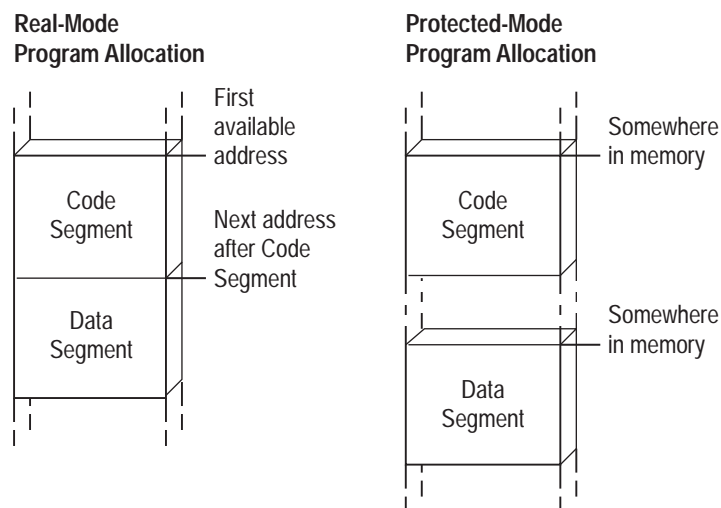 Real-Mode
Program Allocation
First
available
address
Code
Segment
Next address
after Code
Segment
Data
Segment
Protected-Mode
Program Allocation
Somewhere
in memory
Code
Segment
Somewhere
in memory
Data
Segment